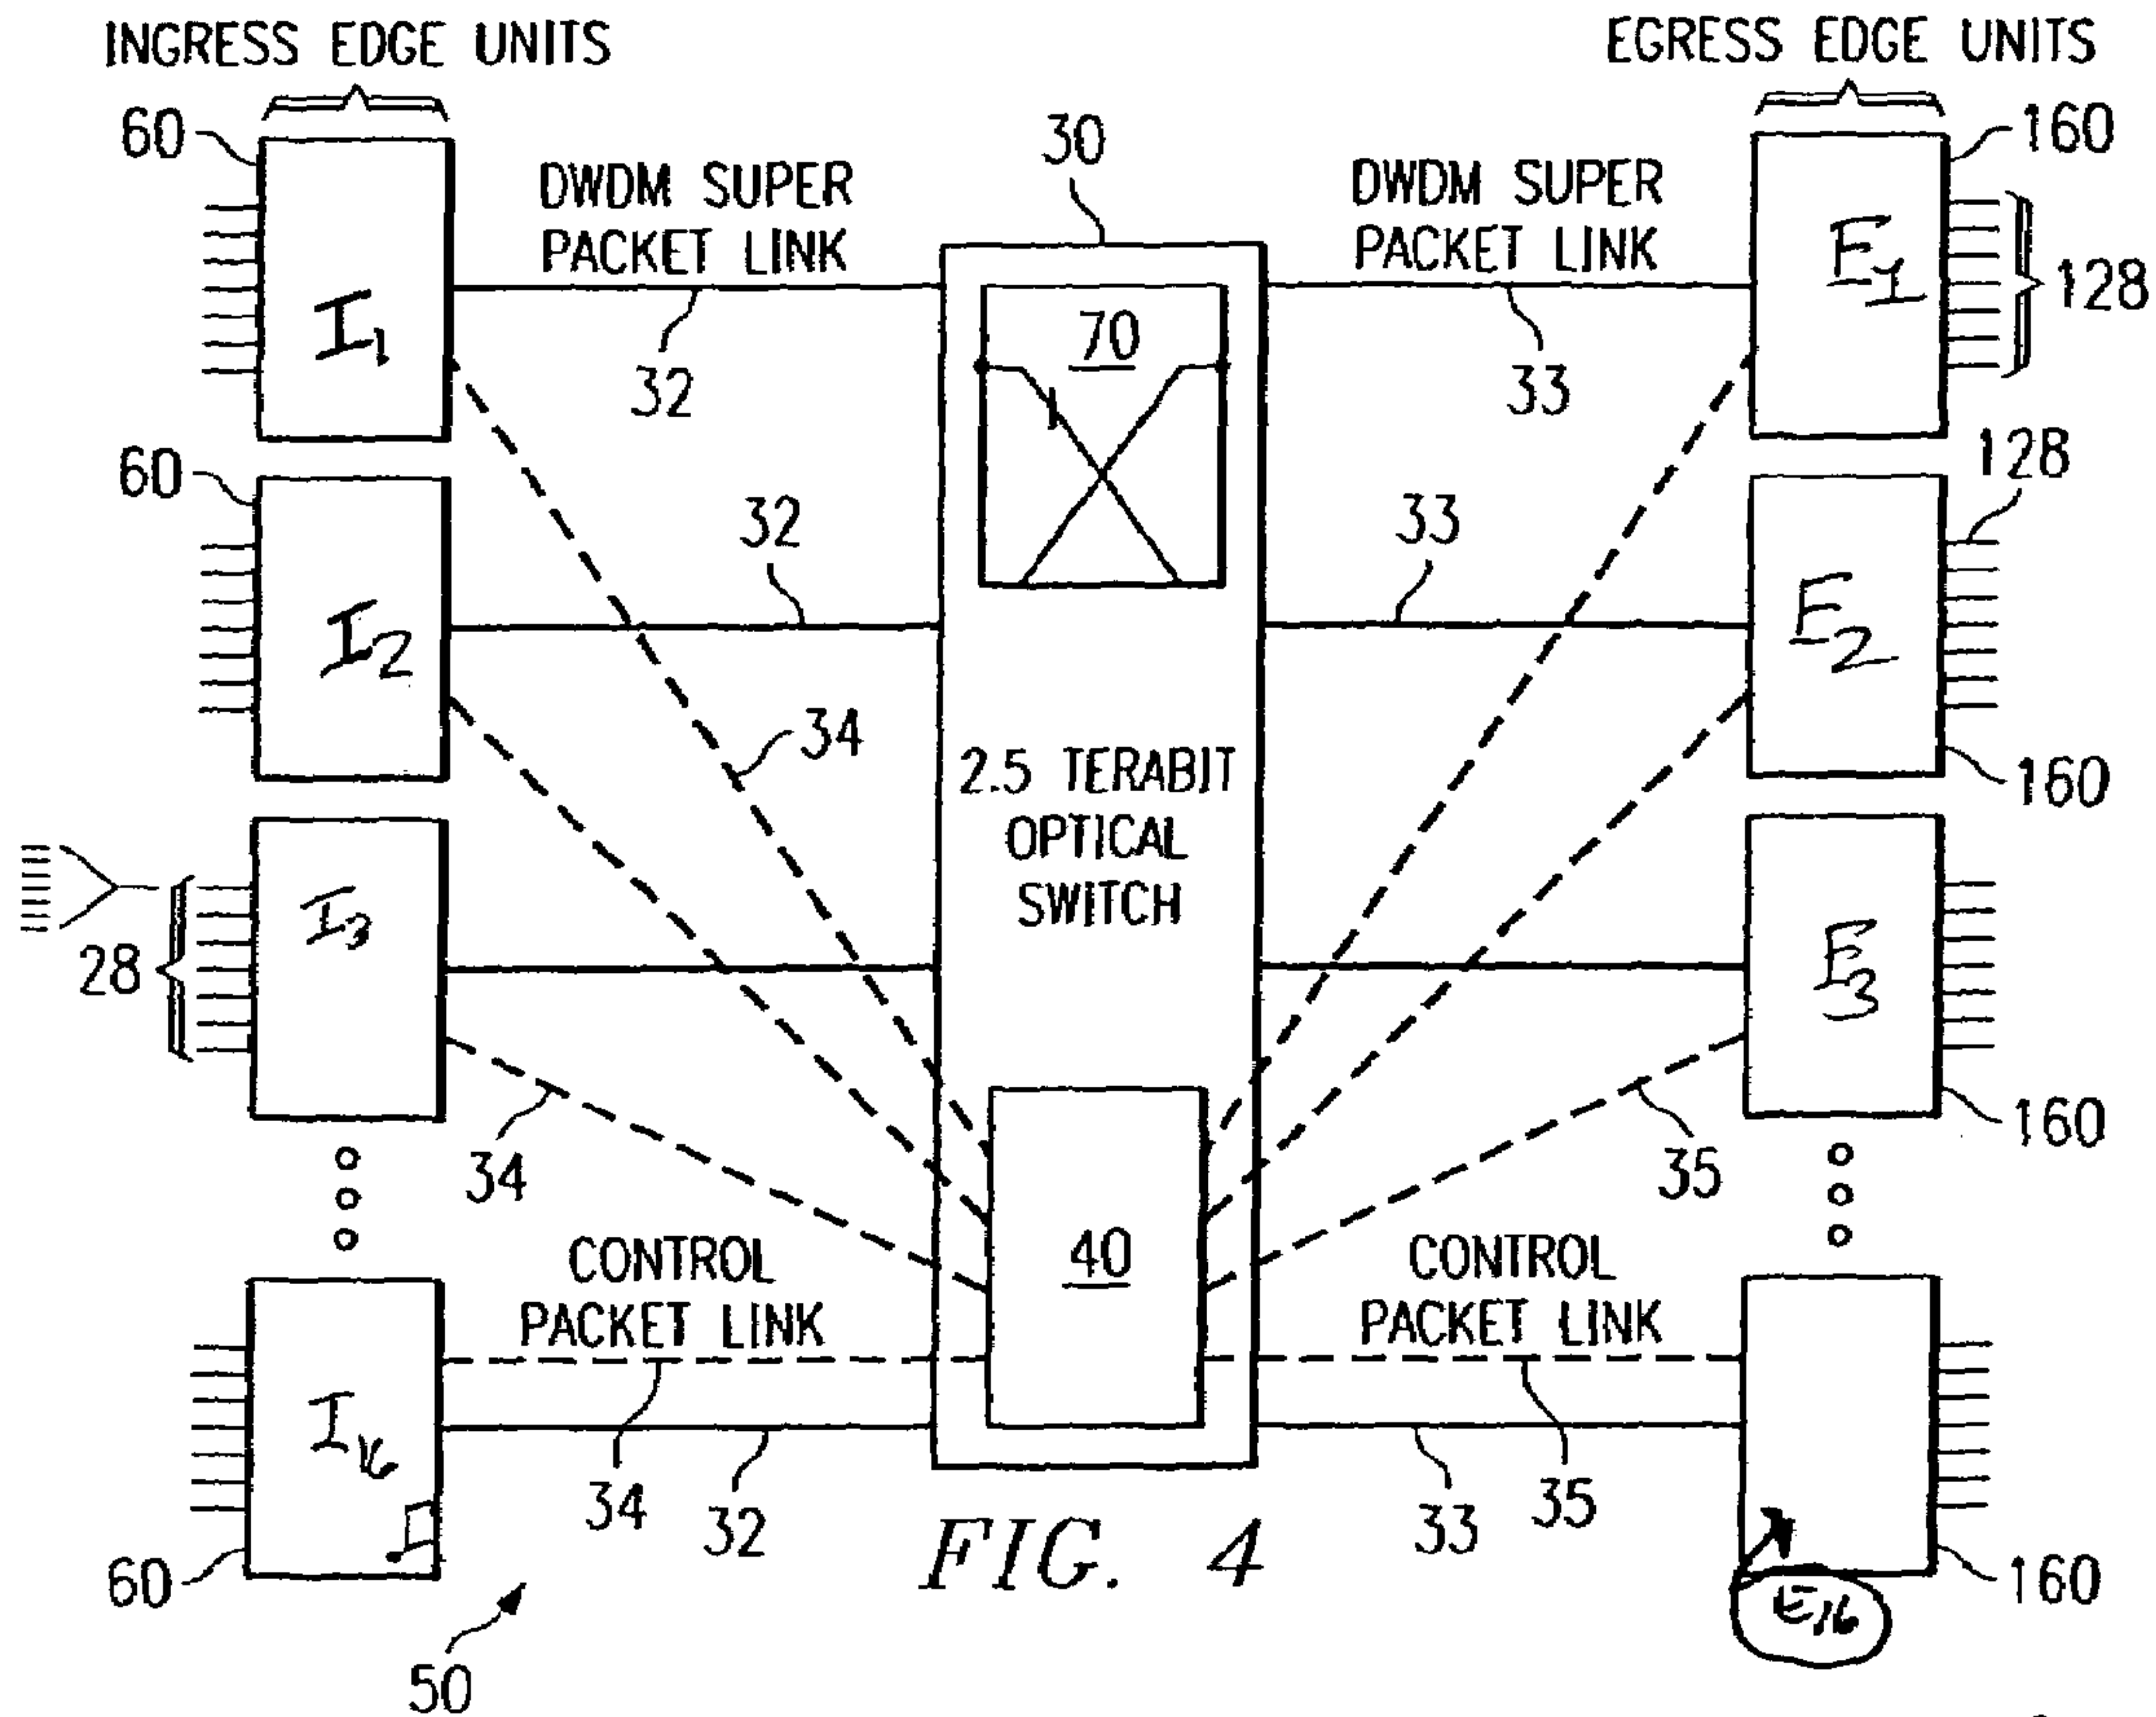 INGRESS EDGE UNITS
EGRESS EDGE UNITS
60
30
160
DWDM SUPER
PACKET LINK
DWDM SUPER
PACKET LINK
I1
E1
128
70
32
33
60
128
32
33
I2
E2
34
2.5 TERABIT
OPTICAL
SWITCH
160
I3
E3
28
34
160
35
CONTROL
PACKET LINK
40
CONTROL
PACKET LINK
I16
34
32
33
35
60
FIG. 4
160
E16
50